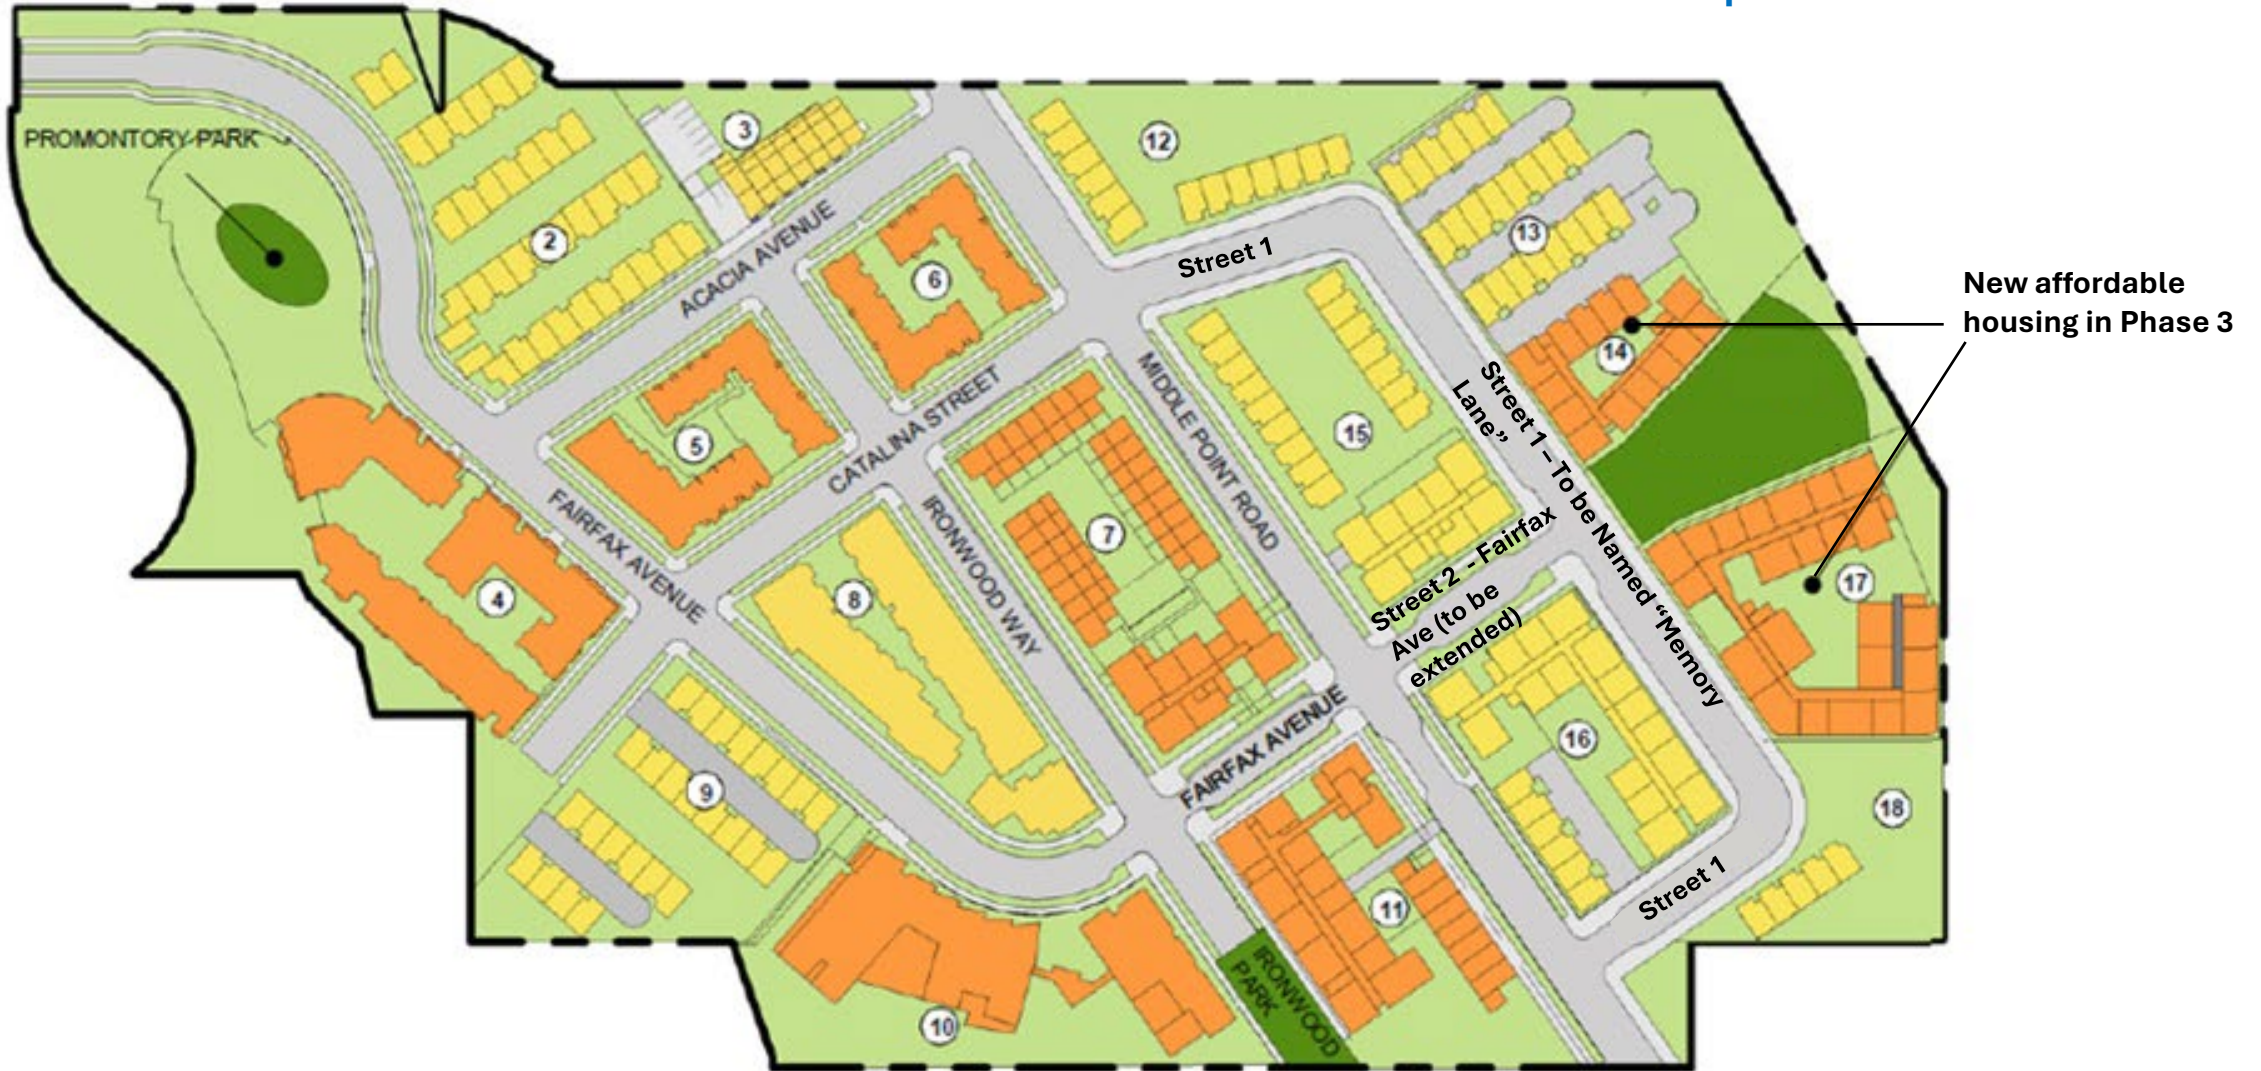 PROMONTORY PARK
2
3
12
13
ACACIA AVENUE
6
Street 1
New affordable
housing in Phase 3
14
5
CATALINA STREET
MIDDLE POINT ROAD
15
Street 1 – To be Named “Memory
Lane”
FAIRFAX AVENUE
IRONWOOD WAY
7
4
8
Street 2 - Fairfax
Ave (to be
extended)
17
FAIRFAX AVENUE
16
9
18
Street 1
11
10
IRONWOOD
PARK